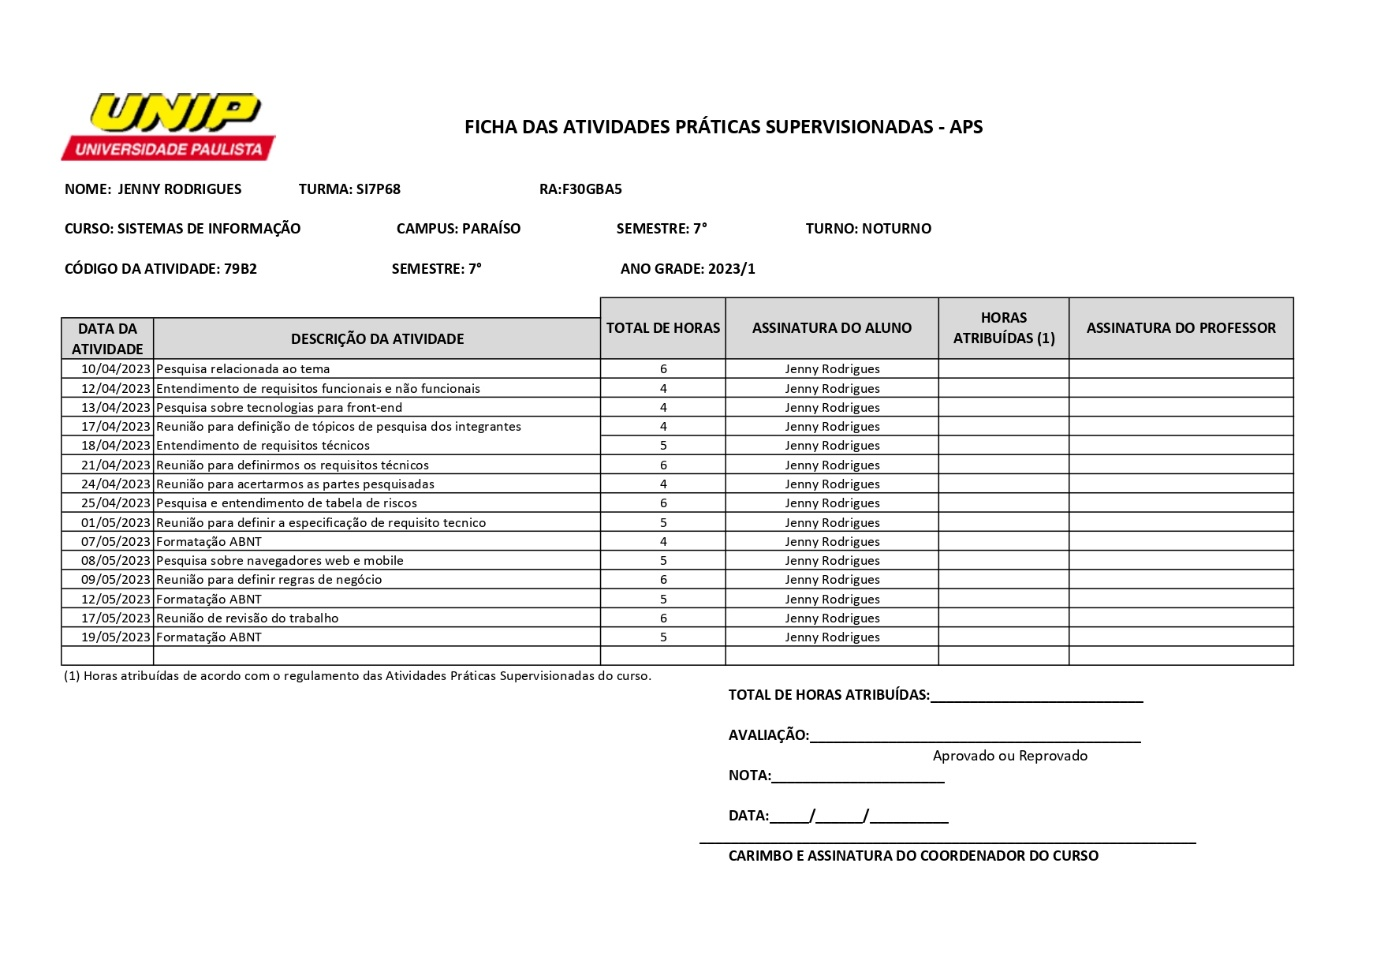 UNIP
UNIVERSIDADE PAULISTA
FICHA DAS ATIVIDADES PRÁTICAS SUPERVISIONADAS - APS
NOME: JENNY RODRIGUES TURMA: SI7P68 RA:F30GBA5
CURSO: SISTEMAS DE INFORMAÇÃO CAMPUS: PARAÍSO SEMESTRE: 7° TURNO: NOTURNO
CÓDIGO DA ATIVIDADE: 79B2 SEMESTRE: 7° ANO GRADE: 2023/1
DATA DA ATIVIDADE DESCRIÇÃO DA ATIVIDADE TOTAL DE HORAS ASSINATURA DO ALUNO HORAS ATRIBUÍDAS (1) ASSINATURA DO PROFESSOR
10/04/2023 Pesquisa relacionada ao tema 6 Jenny Rodrigues
12/04/2023 Entendimento de requisitos funcionais e não funcionais 4 Jenny Rodrigues
13/04/2023 Pesquisa sobre tecnologias para front-end 4 Jenny Rodrigues
17/04/2023 Reunião para definição de tópicos de pesquisa dos integrantes 4 Jenny Rodrigues
18/04/2023 Entendimento de requisitos técnicos 5 Jenny Rodrigues
21/04/2023 Reunião para definirmos os requisitos técnicos 6 Jenny Rodrigues
24/04/2023 Reunião para acertarmos as partes pesquisadas 4 Jenny Rodrigues
25/04/2023 Pesquisa e entendimento de tabela de riscos 6 Jenny Rodrigues
01/05/2023 Reunião para definir a especificação de requisito tecnico 5 Jenny Rodrigues
07/05/2023 Formatação ABNT 4 Jenny Rodrigues
08/05/2023 Pesquisa sobre navegadores web e mobile 5 Jenny Rodrigues
09/05/2023 Reunião para definir regras de negócio 6 Jenny Rodrigues
12/05/2023 Formatação ABNT 5 Jenny Rodrigues
17/05/2023 Reunião de revisão do trabalho 6 Jenny Rodrigues
19/05/2023 Formatação ABNT 5 Jenny Rodrigues
(1) Horas atribuídas de acordo com o regulamento das Atividades Práticas Supervisionadas do curso.
TOTAL DE HORAS ATRIBUÍDAS:___________________________
AVALIAÇÃO:__________________________________________
Aprovado ou Reprovado
NOTA:______________________
DATA:_____/______/__________
CARIMBO E ASSINATURA DO COORDENADOR DO CURSO